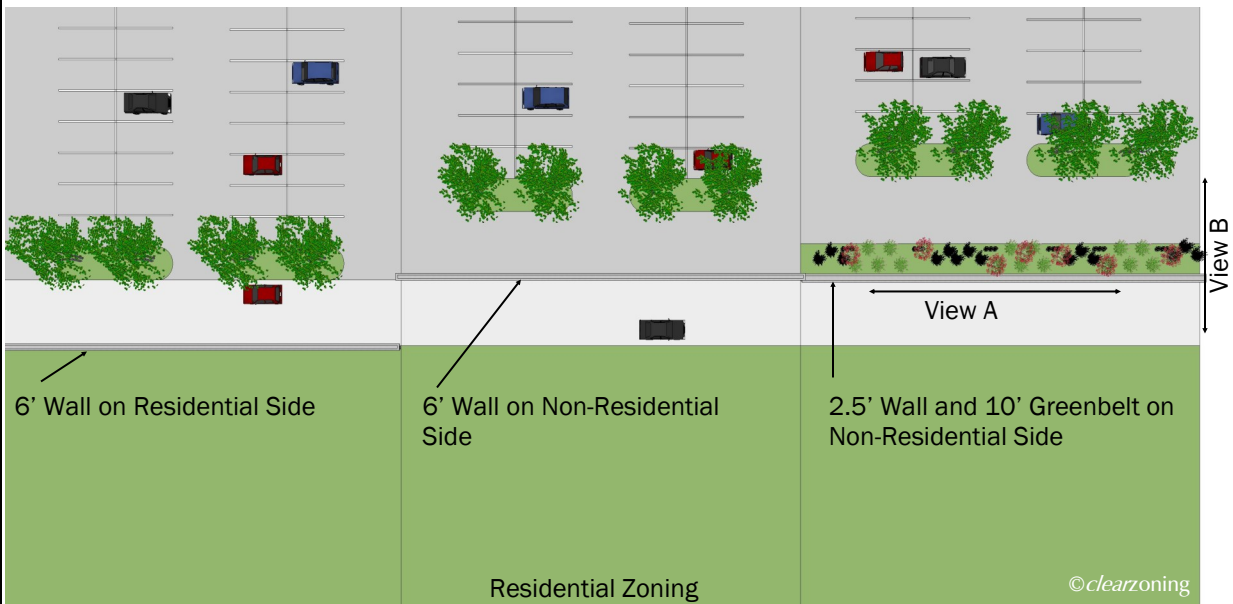 View B
View A
6’ Wall on Residential Side
6’ Wall on Non-Residential
Side
2.5’ Wall and 10’ Greenbelt on
Non-Residential Side
Residential Zoning
©clearzoning